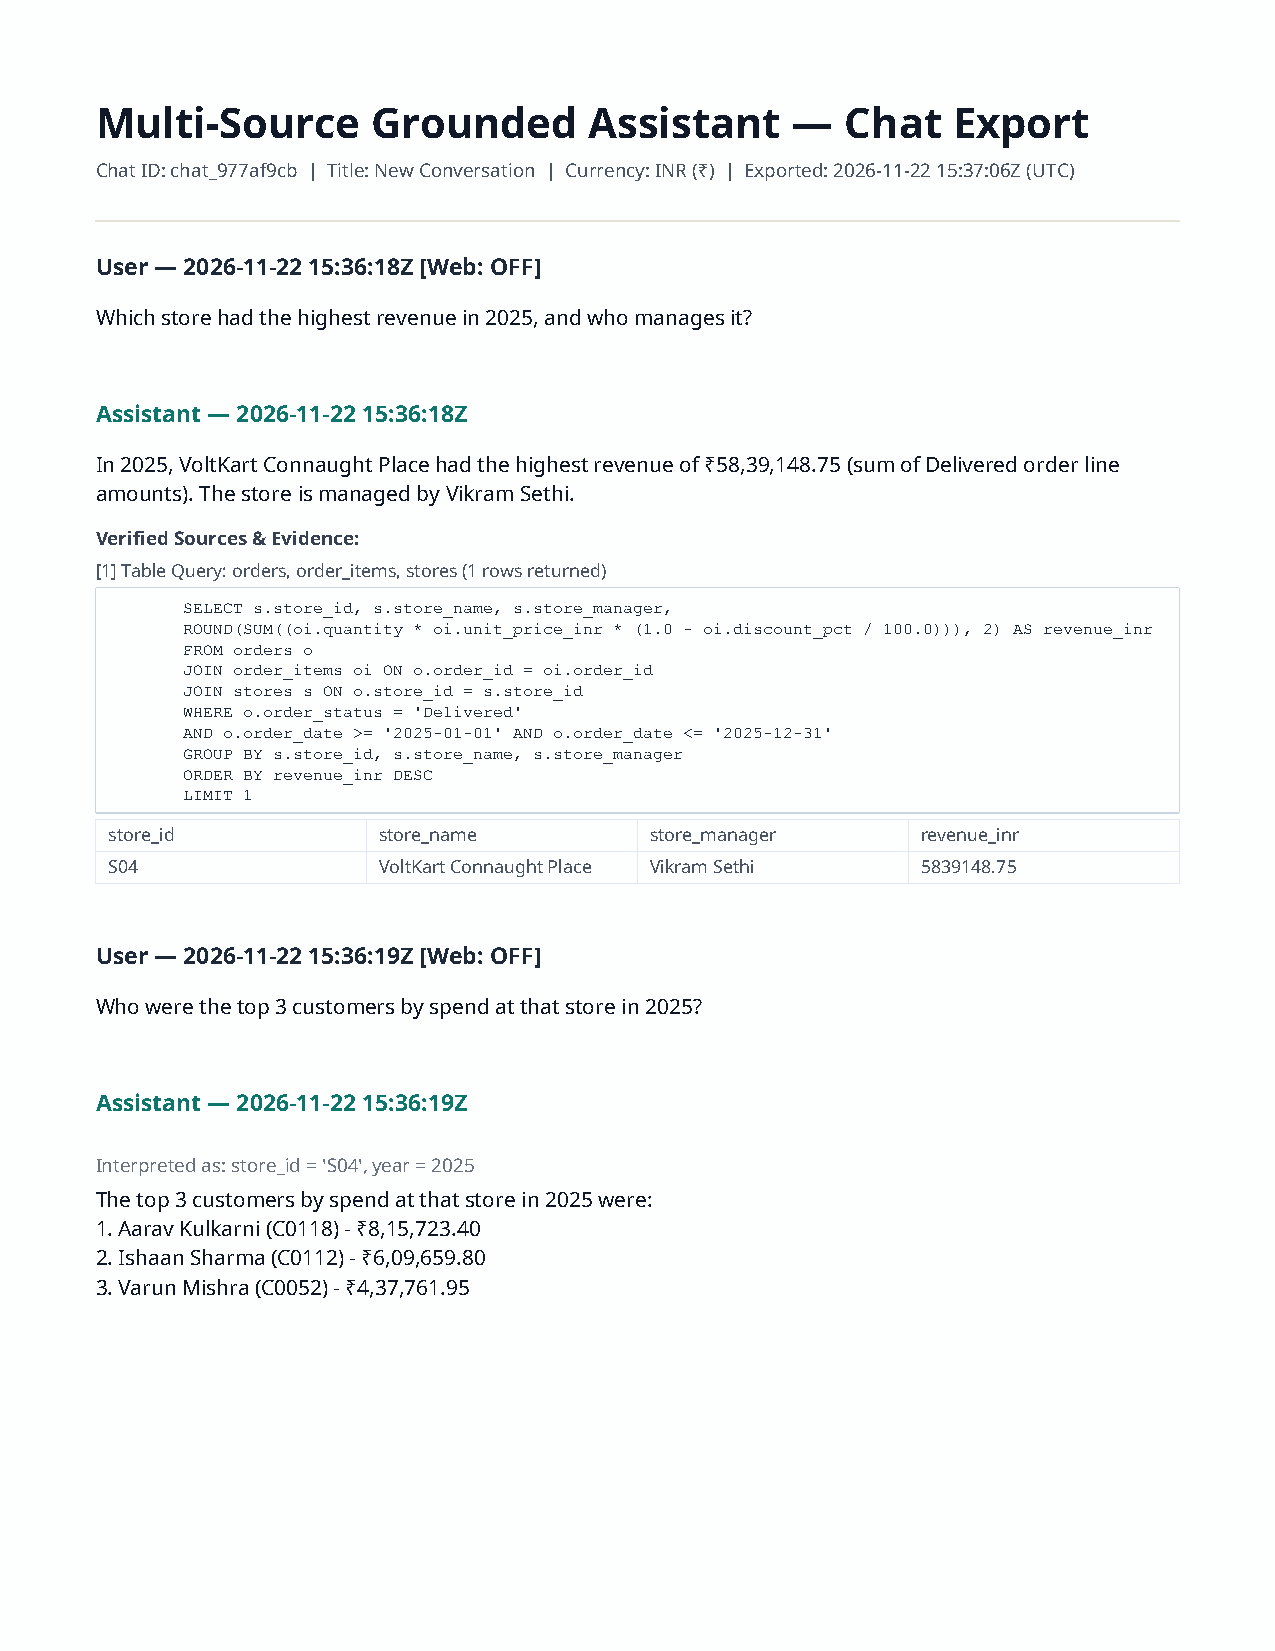 Multi-Source Grounded Assistant — Chat Export
Chat ID: chat_977af9cb | Title: New Conversation | Currency: INR (₹) | Exported: 2026-11-22 15:37:06Z (UTC)
User — 2026-11-22 15:36:18Z [Web: OFF]
Which store had the highest revenue in 2025, and who manages it?
Assistant — 2026-11-22 15:36:18Z
In 2025, VoltKart Connaught Place had the highest revenue of ₹58,39,148.75 (sum of Delivered order line
amounts). The store is managed by Vikram Sethi.
Verified Sources & Evidence:
[1] Table Query: orders, order_items, stores (1 rows returned)
SELECT s.store_id, s.store_name, s.store_manager,
ROUND(SUM((oi.quantity * oi.unit_price_inr * (1.0 - oi.discount_pct / 100.0))), 2) AS revenue_inr
FROM orders o
JOIN order_items oi ON o.order_id = oi.order_id
JOIN stores s ON o.store_id = s.store_id
WHERE o.order_status = 'Delivered'
AND o.order_date >= '2025-01-01' AND o.order_date <= '2025-12-31'
GROUP BY s.store_id, s.store_name, s.store_manager
ORDER BY revenue_inr DESC
LIMIT 1
store_id store_name store_manager revenue_inr
S04 VoltKart Connaught Place Vikram Sethi 5839148.75
User — 2026-11-22 15:36:19Z [Web: OFF]
Who were the top 3 customers by spend at that store in 2025?
Assistant — 2026-11-22 15:36:19Z
Interpreted as: store_id = 'S04', year = 2025
The top 3 customers by spend at that store in 2025 were:
1. Aarav Kulkarni (C0118) - ₹8,15,723.40
2. Ishaan Sharma (C0112) - ₹6,09,659.80
3. Varun Mishra (C0052) - ₹4,37,761.95